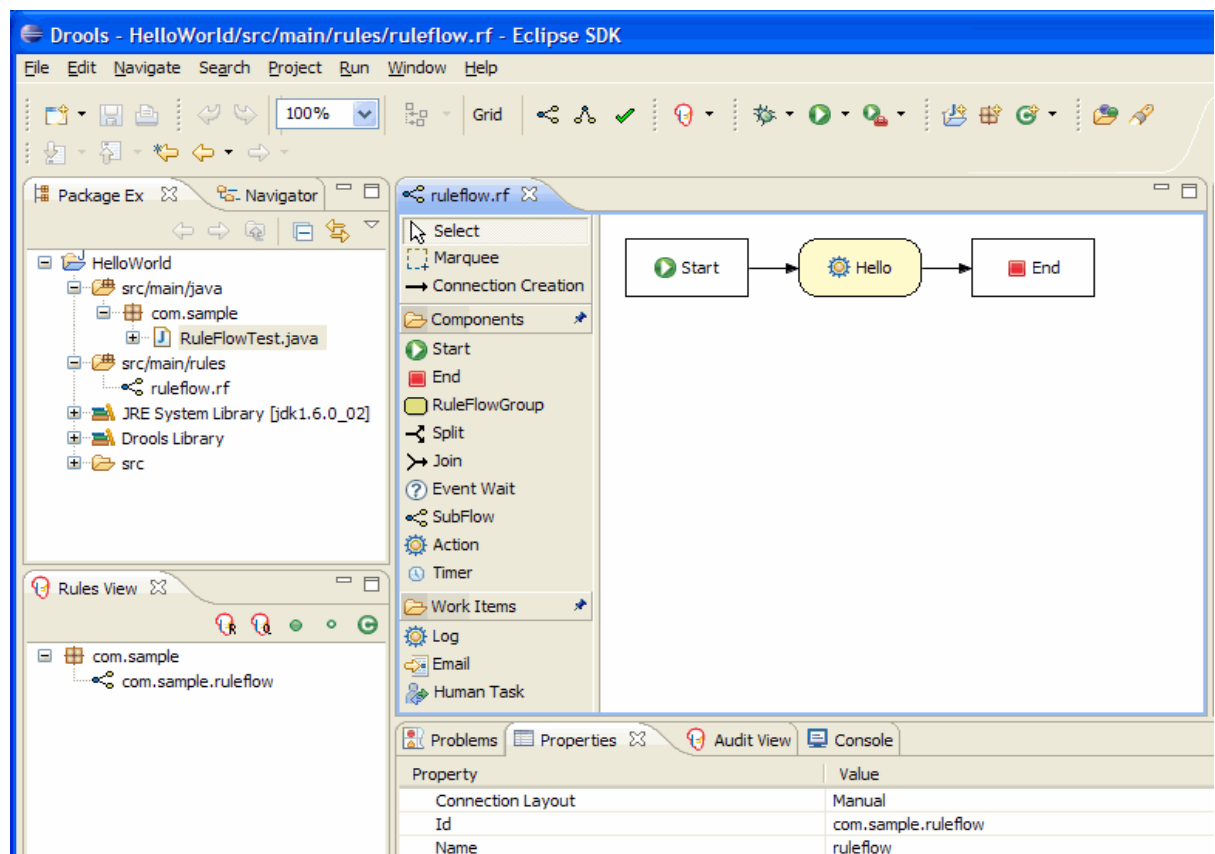 Drools - HelloWorld/src/main/rules/ruleflow.rf - Eclipse SDK
File Edit Navigate Search Project Run Window Help
100% Grid
Package Ex Navigator
HelloWorld
src/main/java
com.sample
RuleFlowTest.java
src/main/rules
ruleflow.rf
JRE System Library [jdk1.6.0_02]
Drools Library
src
Rules View
R Q C
com.sample
com.sample.ruleflow
ruleflow.rf
Select
Marquee
Connection Creation
Components
Start
End
RuleFlowGroup
Split
Join
Event Wait
SubFlow
Action
Timer
Work Items
Log
Email
Human Task
Start Hello End
Problems Properties Audit View Console
Property Value
Connection Layout Manual
Id com.sample.ruleflow
Name ruleflow